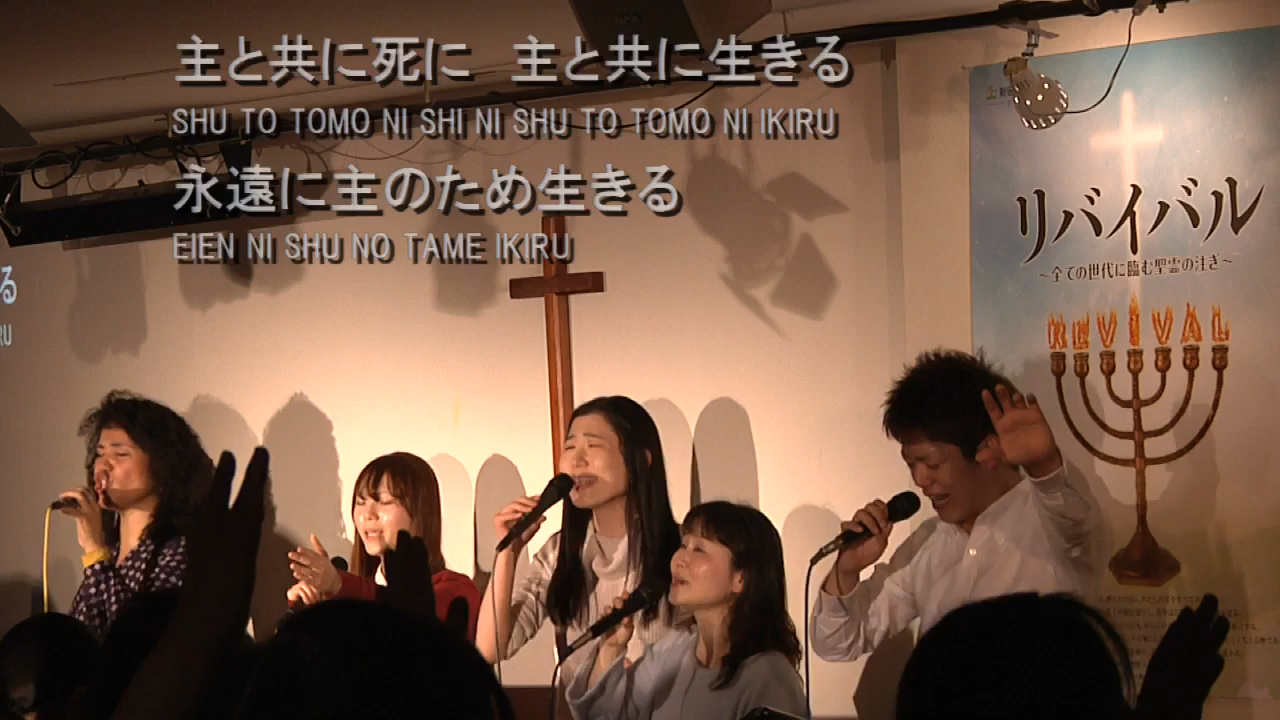 主と共に死に　主と共に生きる
SHU TO TOMO NI SHI NI SHU TO TOMO NI IKIRU
永遠に主のため生きる
EIEN NI SHU NO TAME IKIRU
る
RU
リバイバル
～全ての世代に臨む聖霊の注ぎ～
REVIVAL